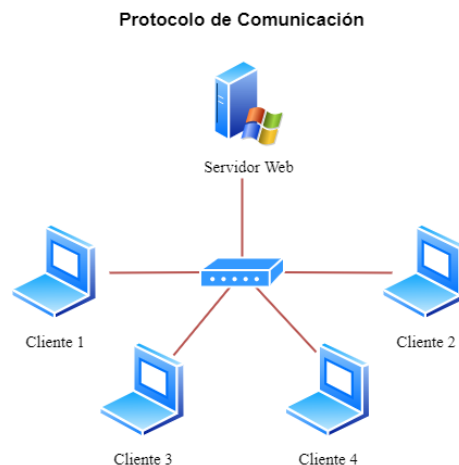 Protocolo de Comunicación
Servidor Web
Cliente 1
Cliente 2
Cliente 3
Cliente 4